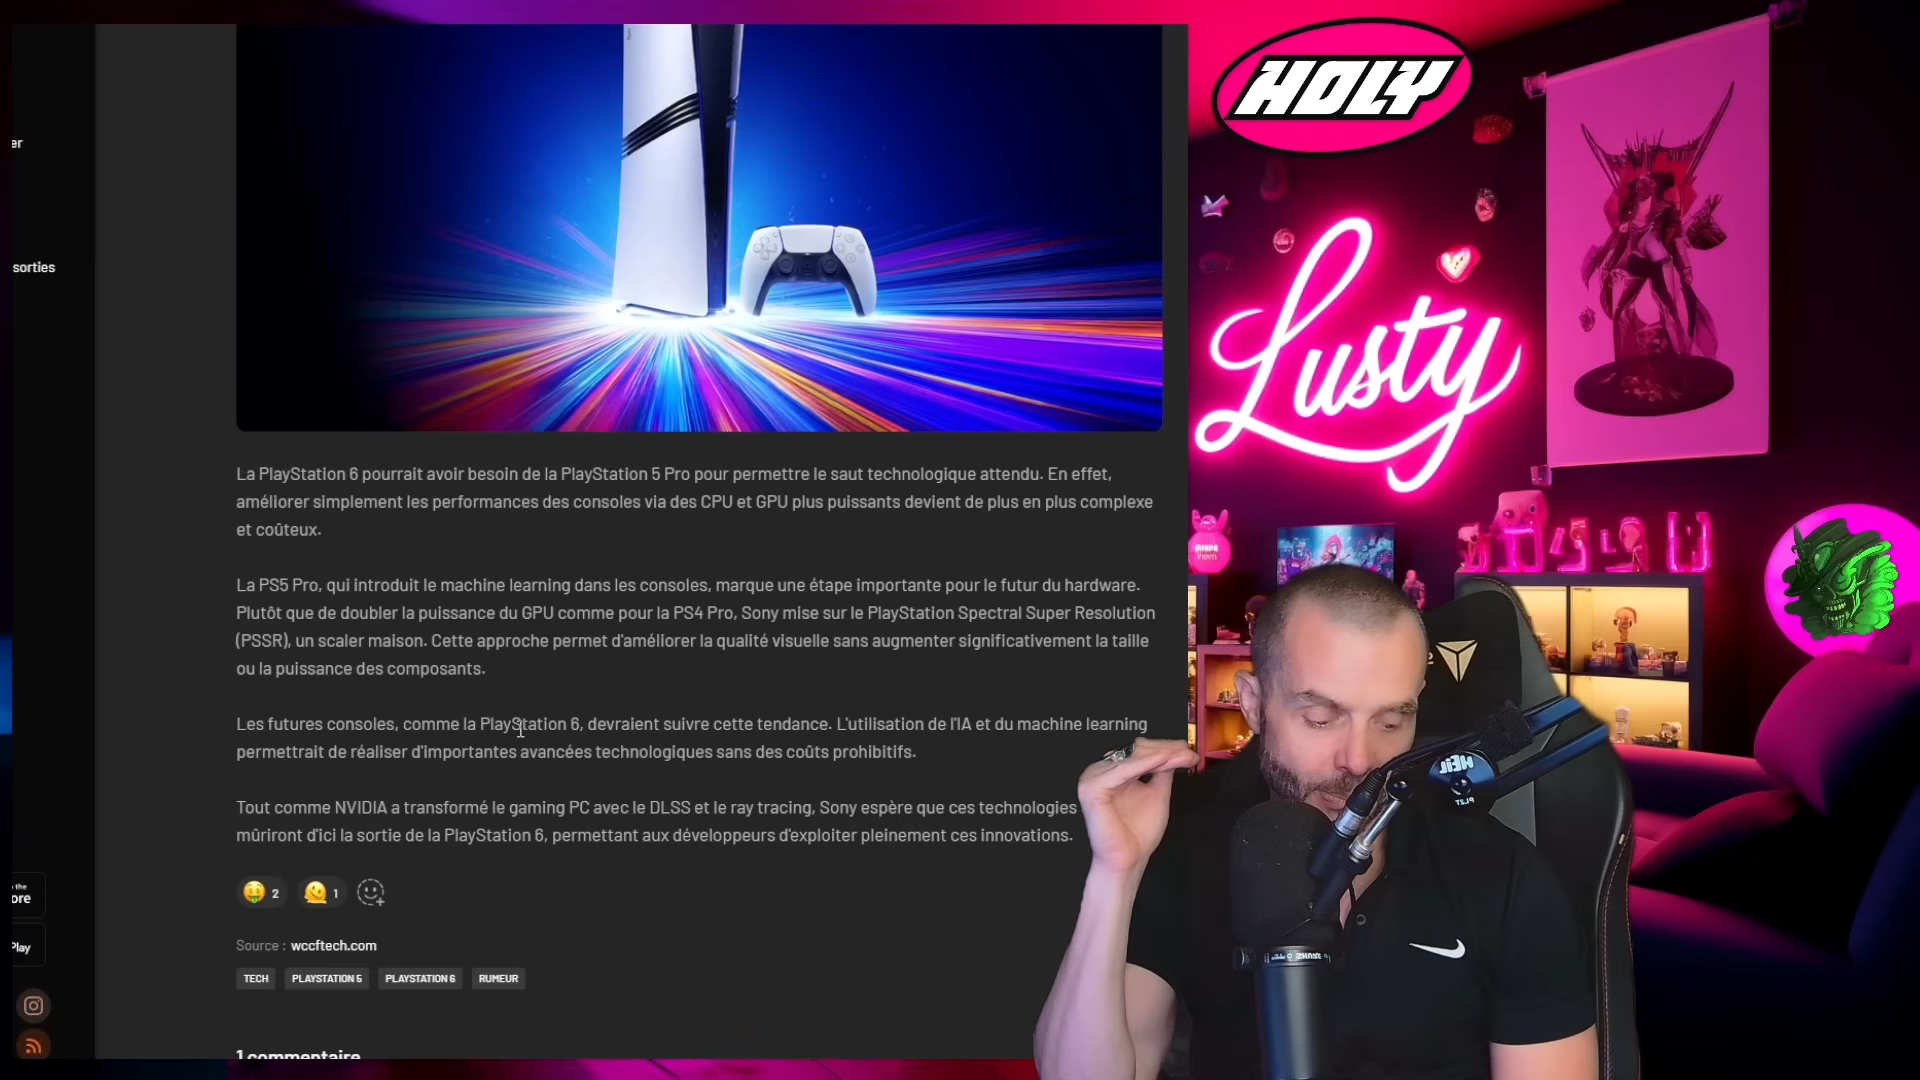 er
sorties
n the
ore
Play
La PlayStation 6 pourrait avoir besoin de la PlayStation 5 Pro pour permettre le saut technologique attendu. En effet,
améliorer simplement les performances des consoles via des CPU et GPU plus puissants devient de plus en plus complexe
et coûteux.
La PS5 Pro, qui introduit le machine learning dans les consoles, marque une étape importante pour le futur du hardware.
Plutôt que de doubler la puissance du GPU comme pour la PS4 Pro, Sony mise sur le PlayStation Spectral Super Resolution
(PSSR), un scaler maison. Cette approche permet d'améliorer la qualité visuelle sans augmenter significativement la taille
ou la puissance des composants.
Les futures consoles, comme la PlayStation 6, devraient suivre cette tendance. L'utilisation de l'IA et du machine learning
permettrait de réaliser d'importantes avancées technologiques sans des coûts prohibitifs.
Tout comme NVIDIA a transformé le gaming PC avec le DLSS et le ray tracing, Sony espère que ces technologies
mûriront d'ici la sortie de la PlayStation 6, permettant aux développeurs d'exploiter pleinement ces innovations.
2
1
Source : wccftech.com
TECH
PLAYSTATION 5
PLAYSTATION 6
RUMEUR
1 commentaire
HOLY
Lusty